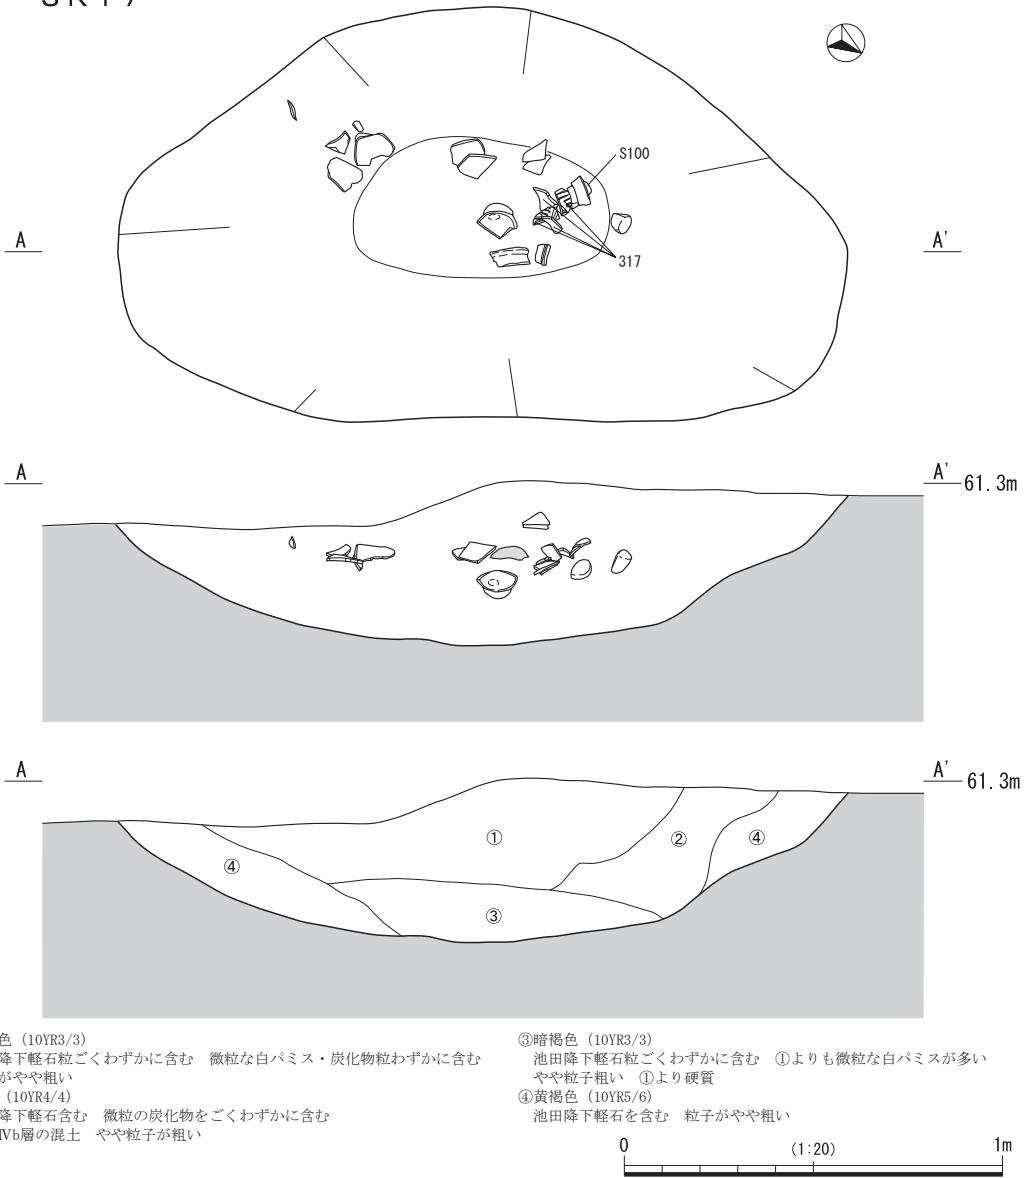 S100
317
A
A'
A
A'
61.3m
A
A'
61.3m
①
②
④
④
③
色 (10YR3/3)
降下軽石粒ごくわずかに含む 微粒な白パミス・炭化物粒わずかに含む
がやや粗い
(10YR4/4)
降下軽石含む 微粒の炭化物をごくわずかに含む
Ⅳb層の混土 やや粒子が粗い
③暗褐色 (10YR3/3)
池田降下軽石粒ごくわずかに含む ①よりも微粒な白パミスが多い
やや粒子粗い ①より硬質
④黄褐色 (10YR5/6)
池田降下軽石を含む 粒子がやや粗い
0
(1:20)
1m